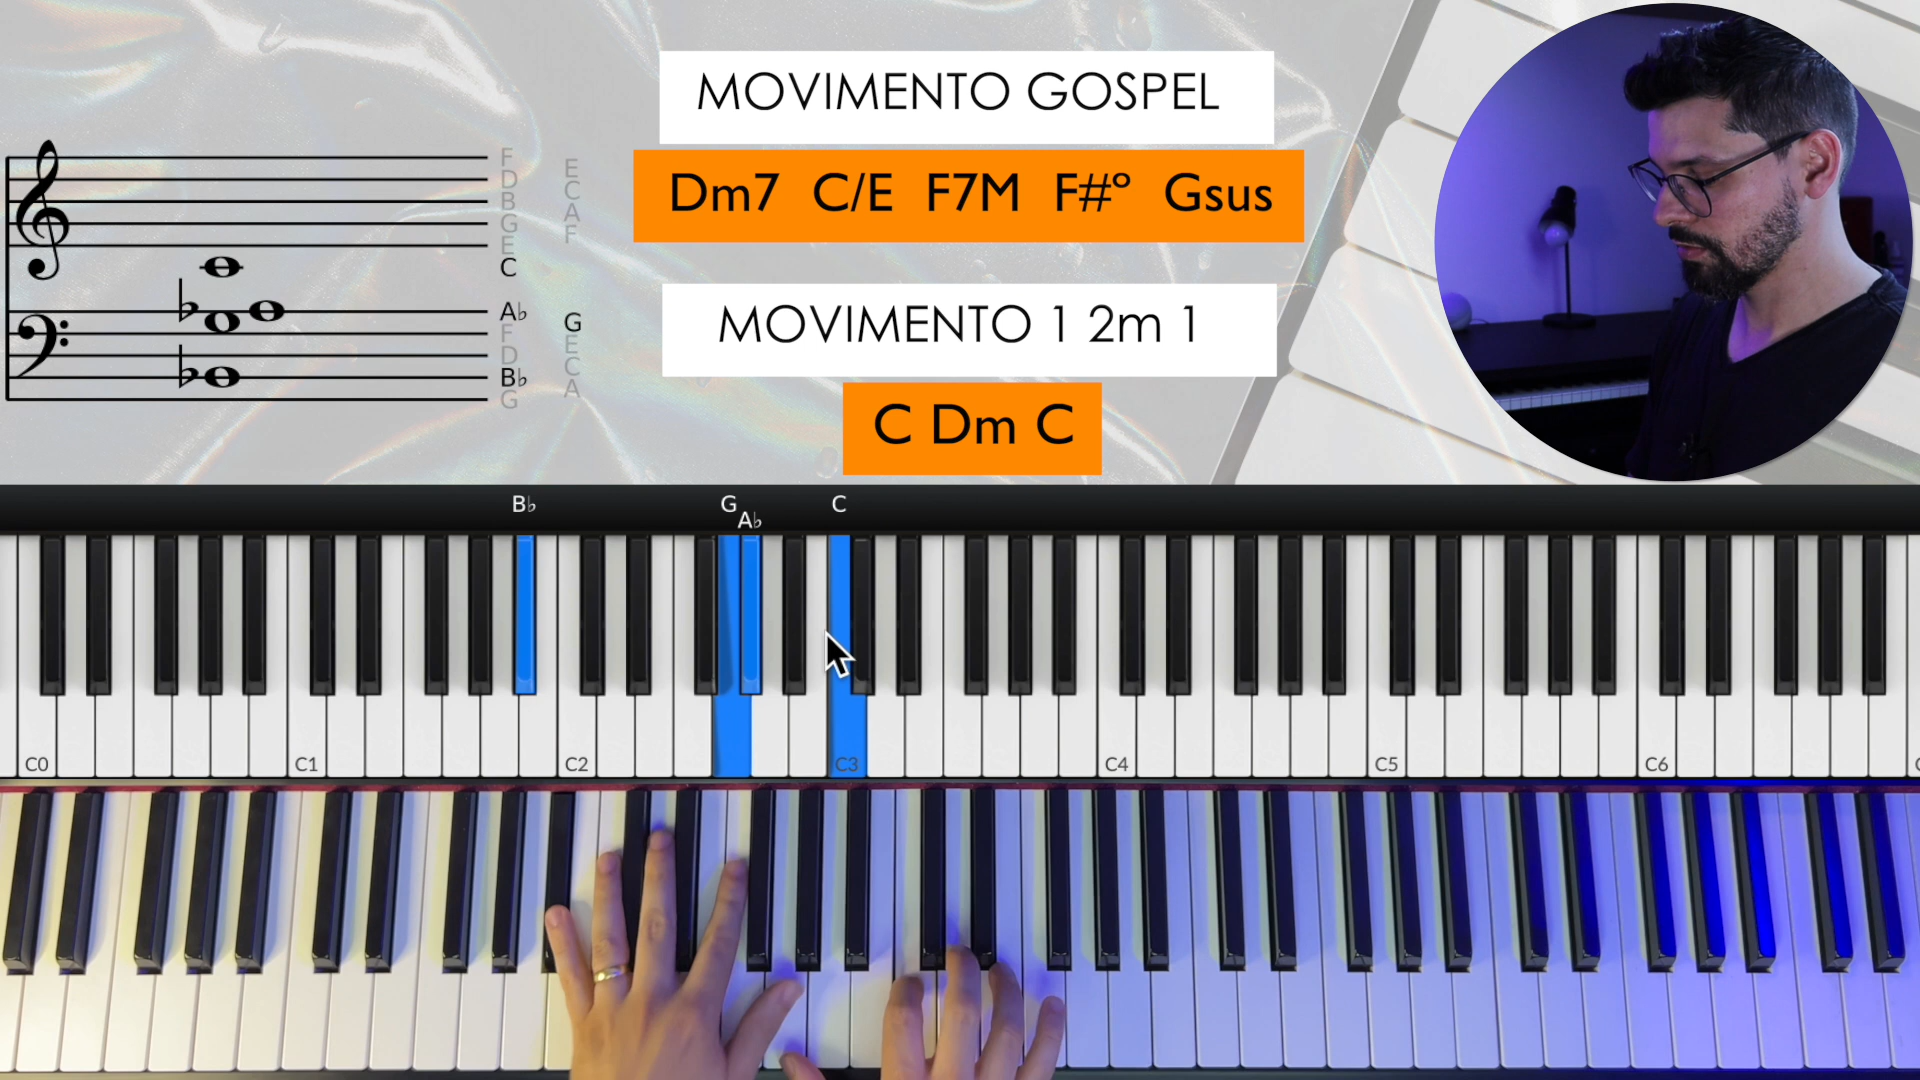 MOVIMENTO GOSPEL
Dm7 C/E F7M F#º Gsus
MOVIMENTO 1 2m 1
C Dm C
F
D
B
G
E
C
A♭
F
D
B♭
G
E
C
A
F
G
E
C
A
B♭ G A♭ C
C0 C1 C2 C3 C4 C5 C6